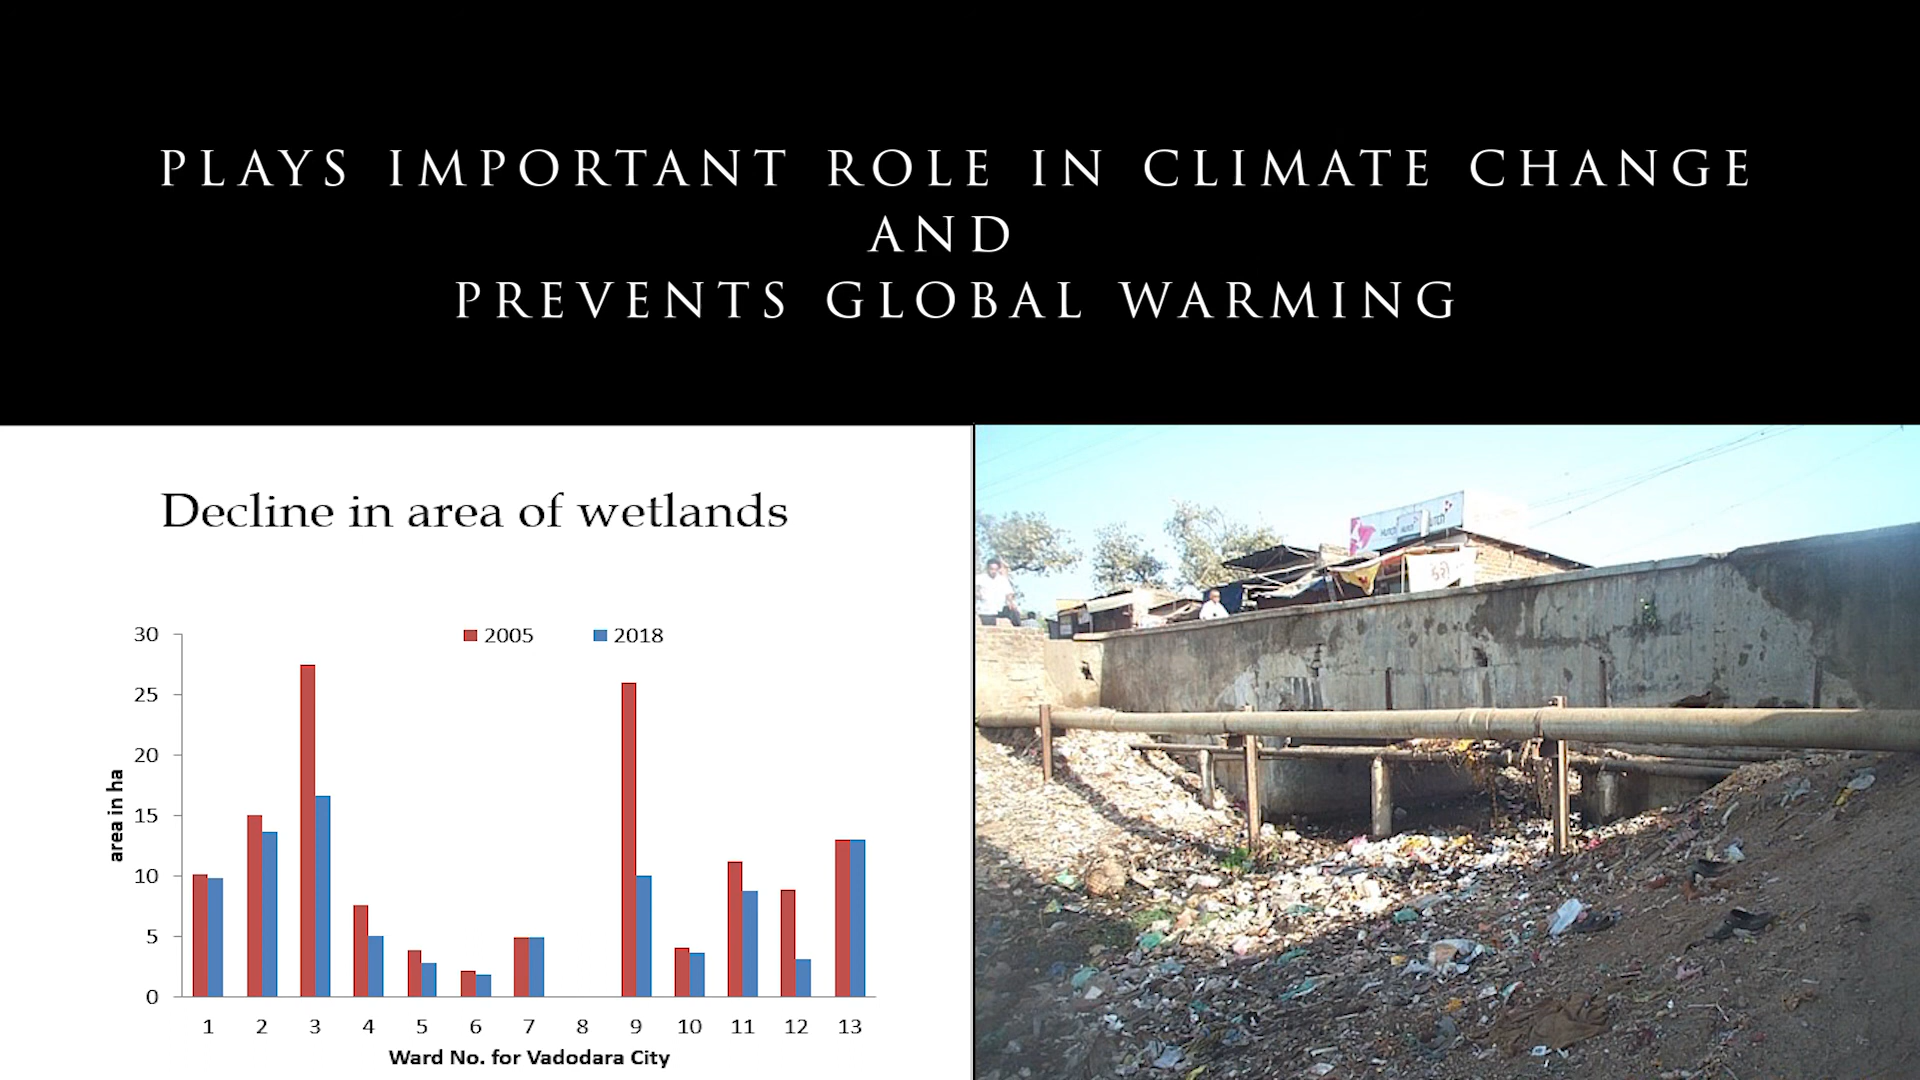 PLAYS IMPORTANT ROLE IN CLIMATE CHANGE
AND
PREVENTS GLOBAL WARMING
Decline in area of wetlands
2005 2018
30
25
20
15
10
5
0
area in ha
1 2 3 4 5 6 7 8 9 10 11 12 13
Ward No. for Vadodara City